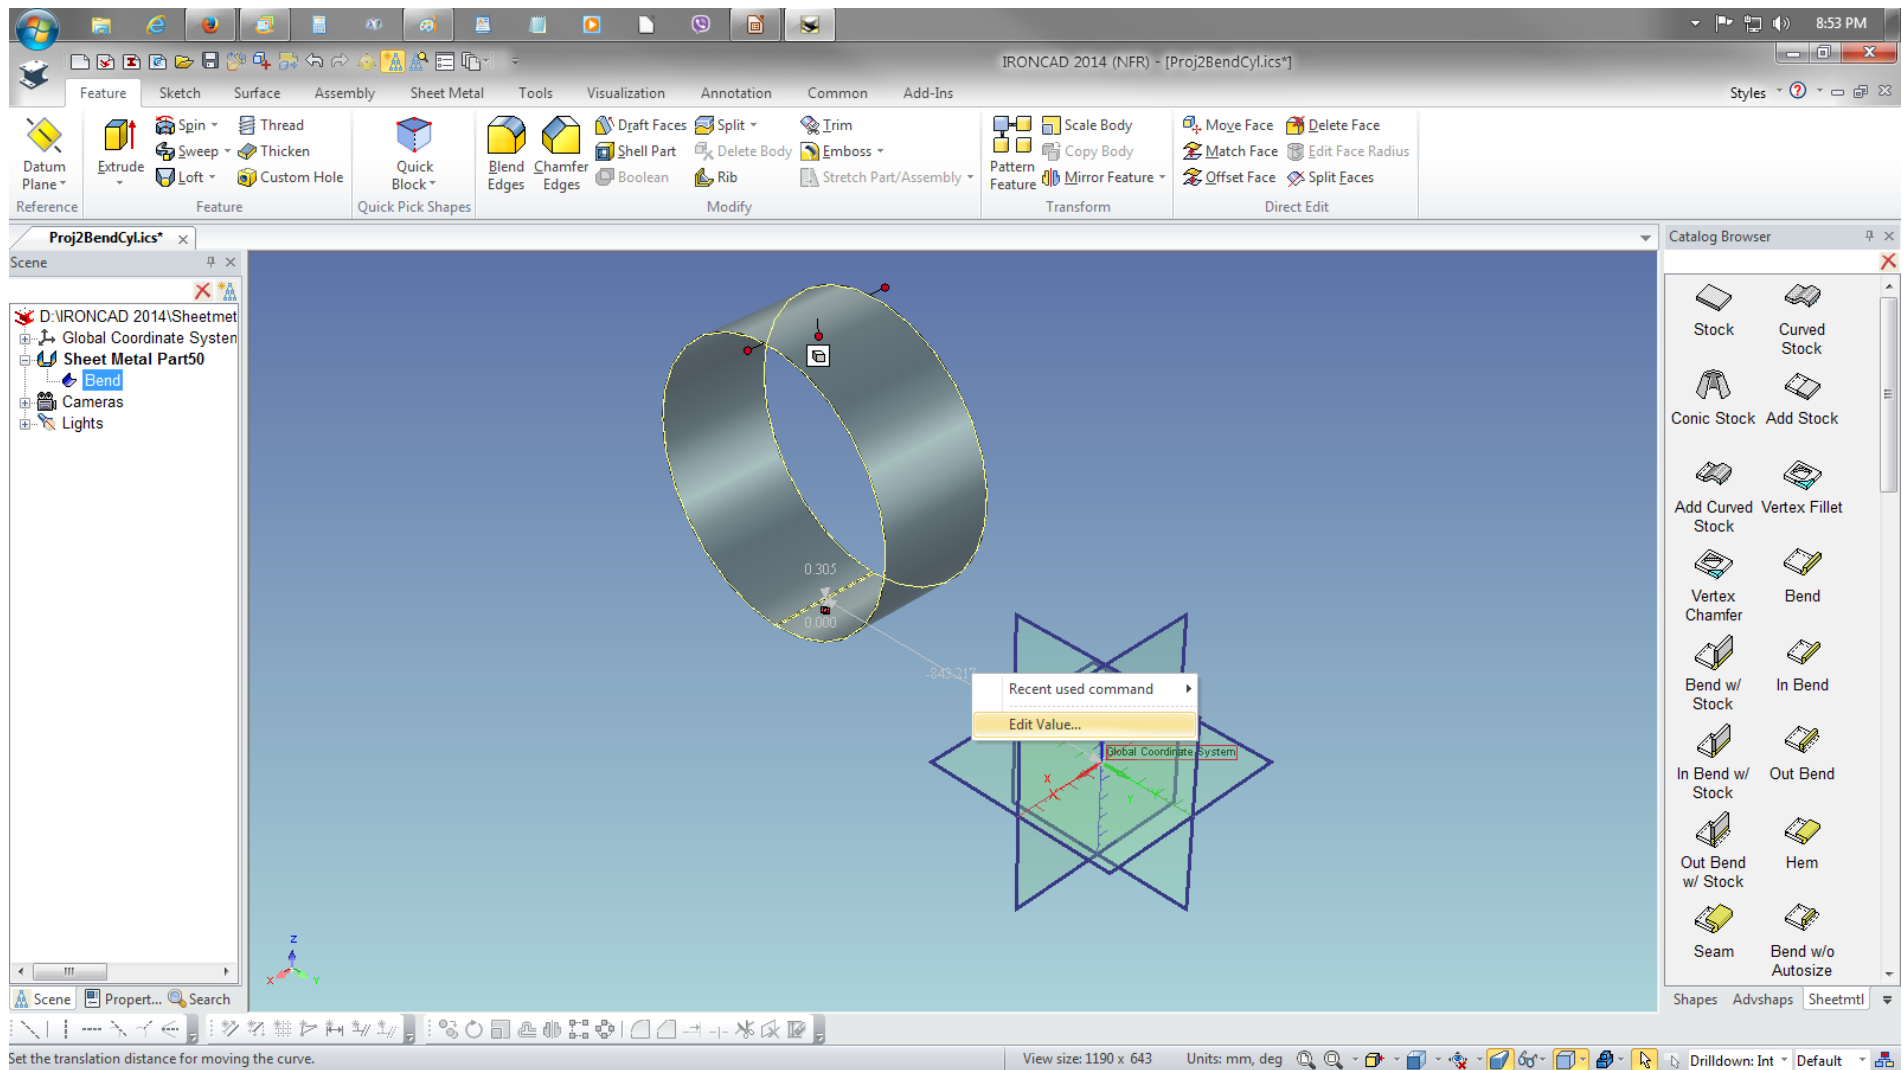 8:53 PM
IRONCAD 2014 (NFR) - [Proj2BendCyl.ics*]
Feature Sketch Surface Assembly Sheet Metal Tools Visualization Annotation Common Add-Ins Styles
Datum Plane
Reference
Extrude
Spin
Sweep
Loft
Thread
Thicken
Custom Hole
Feature
Quick Block
Quick Pick Shapes
Blend Edges
Chamfer Edges
Draft Faces
Shell Part
Boolean
Split
Delete Body
Rib
Trim
Emboss
Stretch Part/Assembly
Modify
Pattern Feature
Scale Body
Copy Body
Mirror Feature
Transform
Move Face
Match Face
Offset Face
Delete Face
Edit Face Radius
Split Faces
Direct Edit
Proj2BendCyl.ics*
Scene
D:\IRONCAD 2014\Sheetmet
Global Coordinate System
Sheet Metal Part50
Bend
Cameras
Lights
0.305
0.000
-843.217
Recent used command
Edit Value...
Global Coordinate System
X
X
Y
Y
Z
X
Y
Catalog Browser
Stock
Curved Stock
Conic Stock
Add Stock
Add Curved Stock
Vertex Fillet
Vertex Chamfer
Bend
Bend w/ Stock
In Bend
In Bend w/ Stock
Out Bend
Out Bend w/ Stock
Hem
Seam
Bend w/o Autosize
Scene Propert... Search
Shapes Advshaps Sheetmtl
Set the translation distance for moving the curve.
View size: 1190 x 643
Units: mm, deg
Drilldown: Int
Default